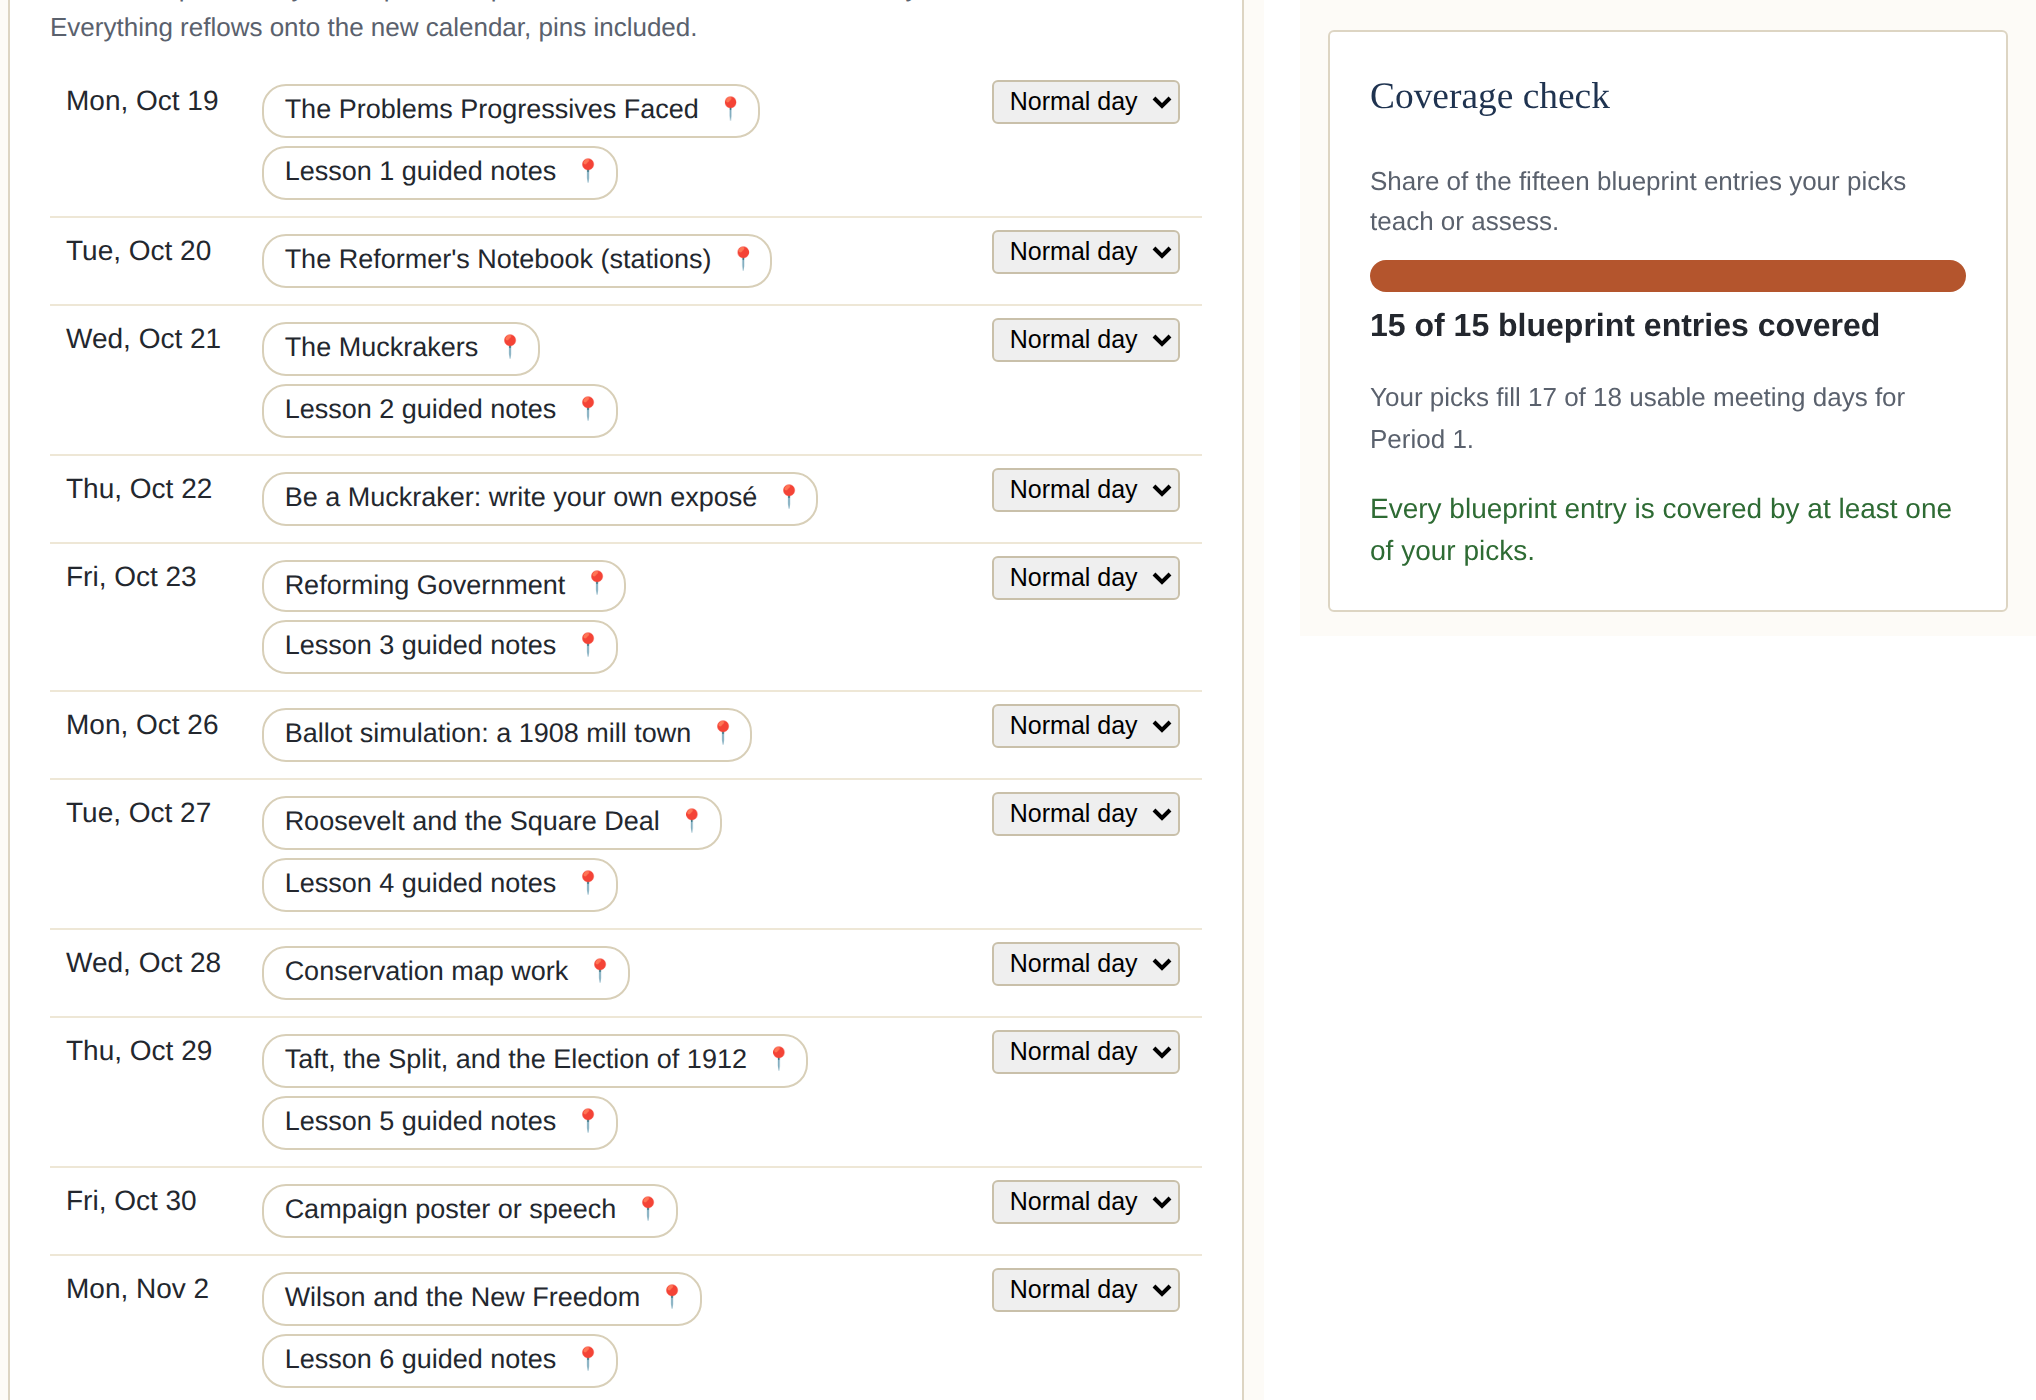 Everything reflows onto the new calendar, pins included.
Mon, Oct 19
The Problems Progressives Faced
Normal day
Lesson 1 guided notes
Tue, Oct 20
The Reformer's Notebook (stations)
Normal day
Wed, Oct 21
The Muckrakers
Normal day
Lesson 2 guided notes
Thu, Oct 22
Be a Muckraker: write your own exposé
Normal day
Fri, Oct 23
Reforming Government
Normal day
Lesson 3 guided notes
Mon, Oct 26
Ballot simulation: a 1908 mill town
Normal day
Tue, Oct 27
Roosevelt and the Square Deal
Normal day
Lesson 4 guided notes
Wed, Oct 28
Conservation map work
Normal day
Thu, Oct 29
Taft, the Split, and the Election of 1912
Normal day
Lesson 5 guided notes
Fri, Oct 30
Campaign poster or speech
Normal day
Mon, Nov 2
Wilson and the New Freedom
Normal day
Lesson 6 guided notes
Coverage check
Share of the fifteen blueprint entries your picks
teach or assess.
15 of 15 blueprint entries covered
Your picks fill 17 of 18 usable meeting days for
Period 1.
Every blueprint entry is covered by at least one
of your picks.